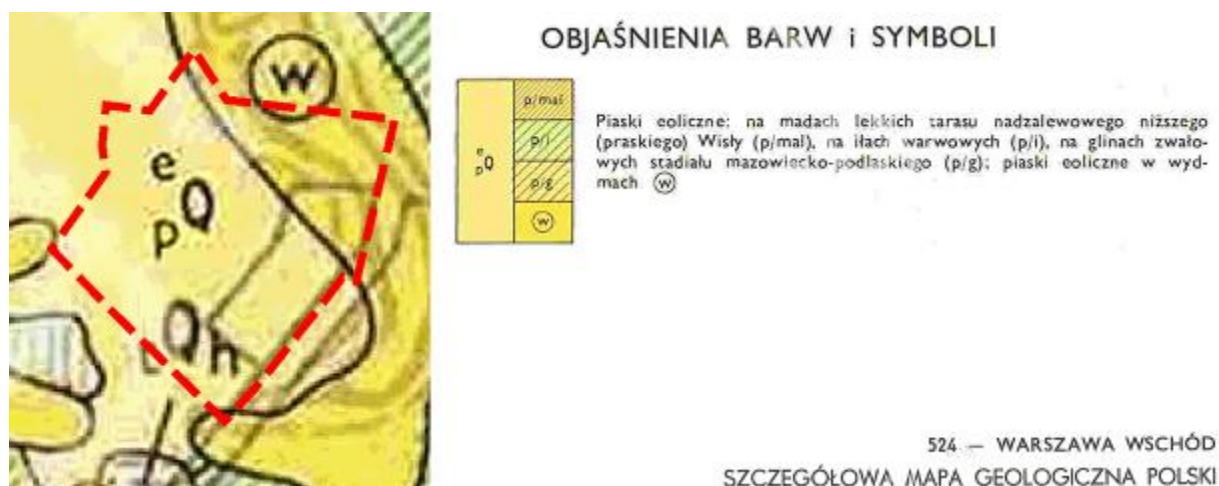 w
e
pQ
Qh
OBJAŚNIENIA BARW i SYMBOLI
p/mal
p/i
p/g
w
e
pQ
Piaski eoliczne: na madach lekkich tarasu nadzalewowego niższego
(praskiego) Wisły (p/mal), na iłach warwowych (p/i), na glinach zwało-
wych stadiału mazowiecko-podlaskiego (p/g); piaski eoliczne w wyd-
mach w
524 — WARSZAWA WSCHÓD
SZCZEGÓŁOWA MAPA GEOLOGICZNA POLSKI